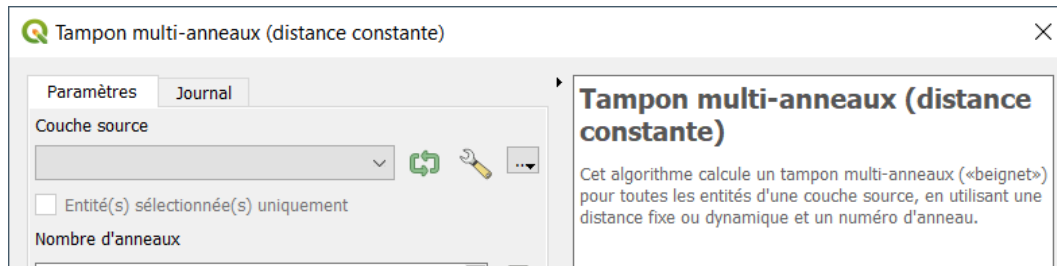 Tampon multi-anneaux (distance constante)
Paramètres
Journal
Couche source
...
Entité(s) sélectionnée(s) uniquement
Nombre d'anneaux
Tampon multi-anneaux (distance
constante)
Cet algorithme calcule un tampon multi-anneaux («beignet»)
pour toutes les entités d'une couche source, en utilisant une
distance fixe ou dynamique et un numéro d'anneau.